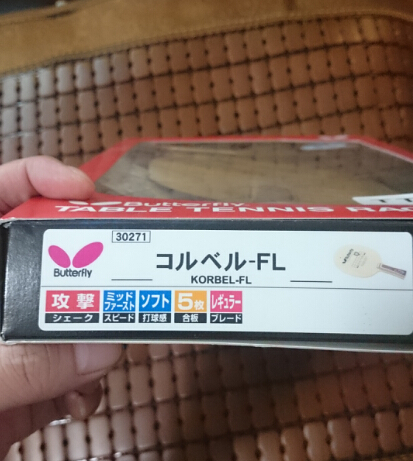 Butterfly
TABLE TENNIS RAC
30271
Butterfly
コルベル-FL
KORBEL-FL
攻撃 ミッドファースト ソフト 5枚 レギュラー
シェーク スピード 打球感 合板 ブレード